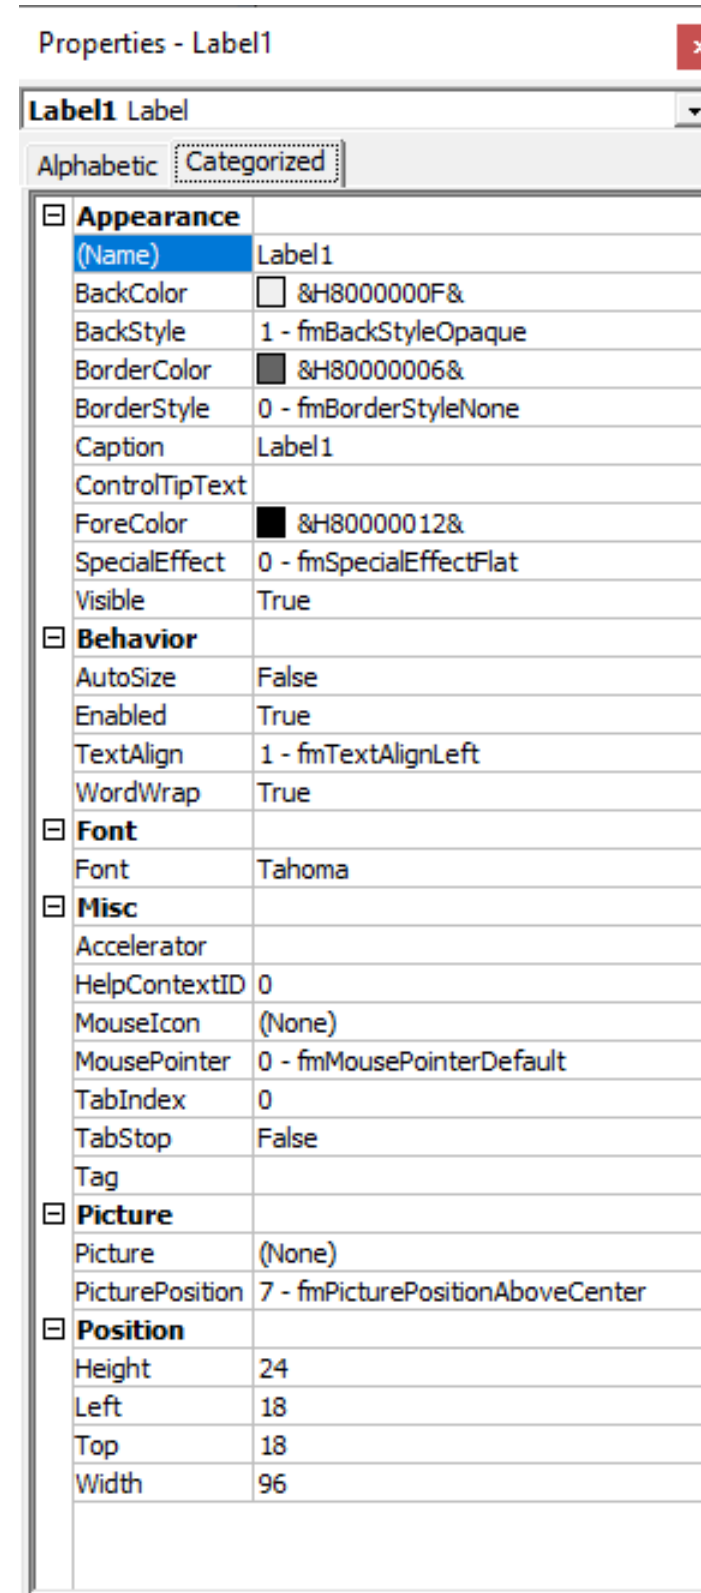 Properties - Label1
x
Label1 Label
Alphabetic Categorized
Appearance
(Name) Label1
BackColor &H8000000F&
BackStyle 1 - fmBackStyleOpaque
BorderColor &H80000006&
BorderStyle 0 - fmBorderStyleNone
Caption Label1
ControlTipText
ForeColor &H80000012&
SpecialEffect 0 - fmSpecialEffectFlat
Visible True
Behavior
AutoSize False
Enabled True
TextAlign 1 - fmTextAlignLeft
WordWrap True
Font
Font Tahoma
Misc
Accelerator
HelpContextID 0
MouseIcon (None)
MousePointer 0 - fmMousePointerDefault
TabIndex 0
TabStop False
Tag
Picture
Picture (None)
PicturePosition 7 - fmPicturePositionAboveCenter
Position
Height 24
Left 18
Top 18
Width 96